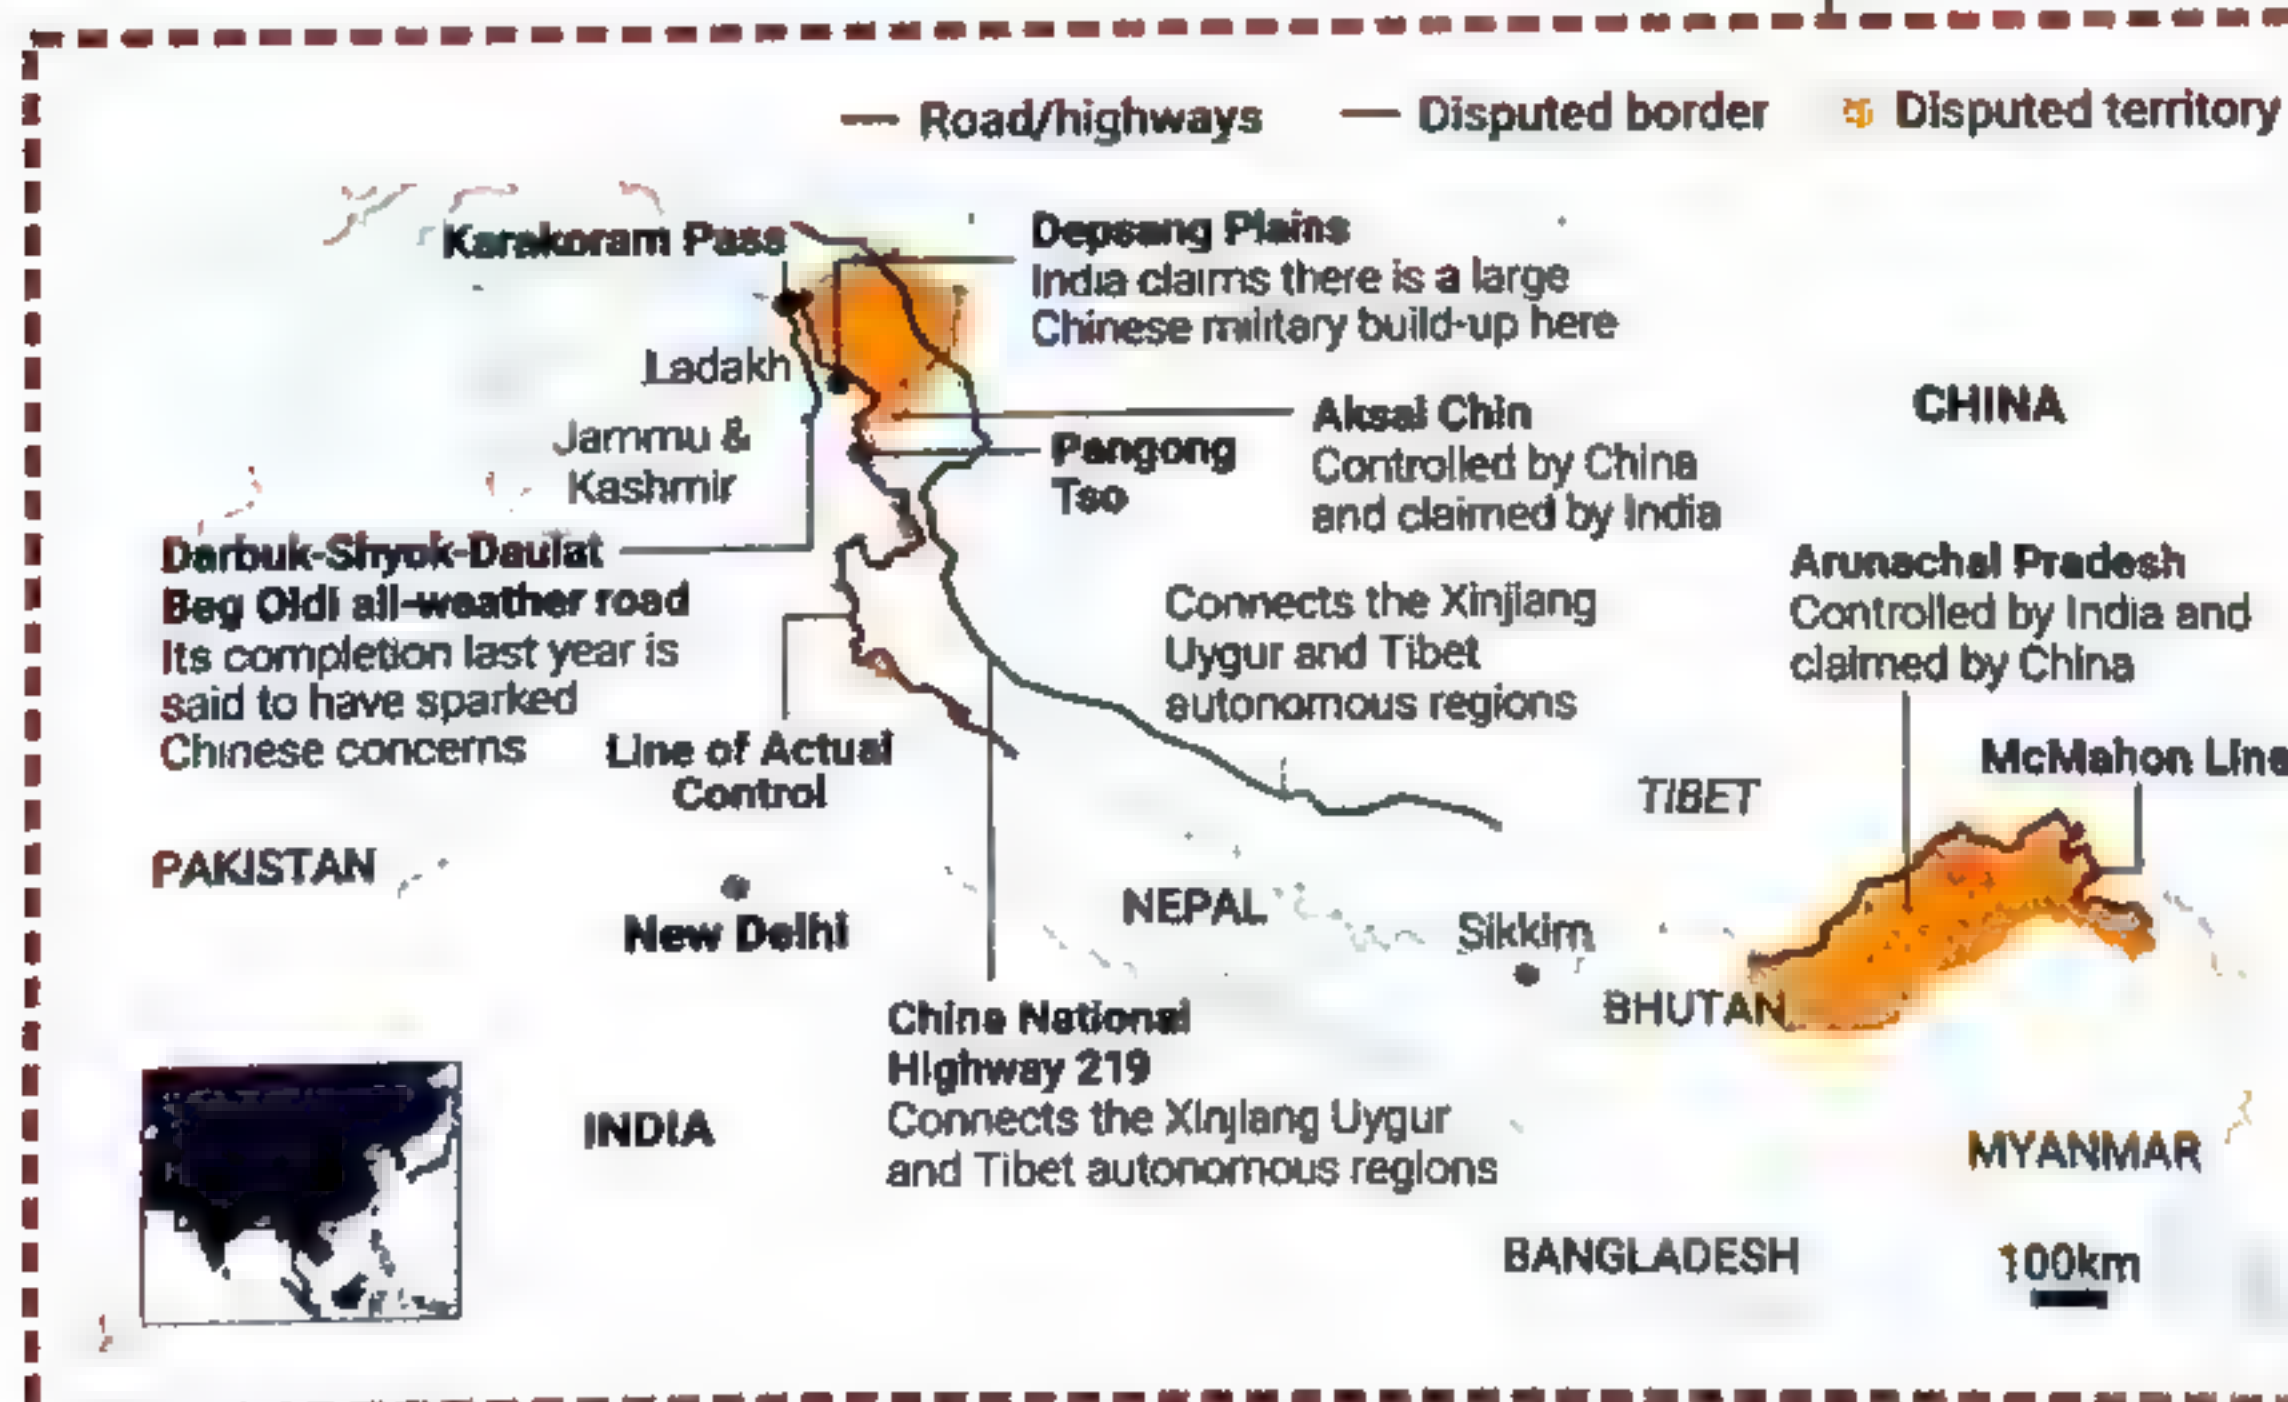 Road/highways
Disputed border
Disputed territory
Karakoram Pass
Depsang Plains
India claims there is a large
Chinese military build-up here
Ladakh
Jammu &
Kashmir
Aksai Chin
Controlled by China
and claimed by India
Pangong
Tso
CHINA
Darbuk-Shyok-Daulat
Beg Oldi all-weather road
Its completion last year is
said to have sparked
Chinese concerns
Connects the Xinjiang
Uygur and Tibet
autonomous regions
Arunachal Pradesh
Controlled by India and
claimed by China
Line of Actual
Control
McMahon Line
TIBET
PAKISTAN
New Delhi
NEPAL
Sikkim
BHUTAN
China National
Highway 219
Connects the Xinjiang Uygur
and Tibet autonomous regions
INDIA
MYANMAR
BANGLADESH
100km